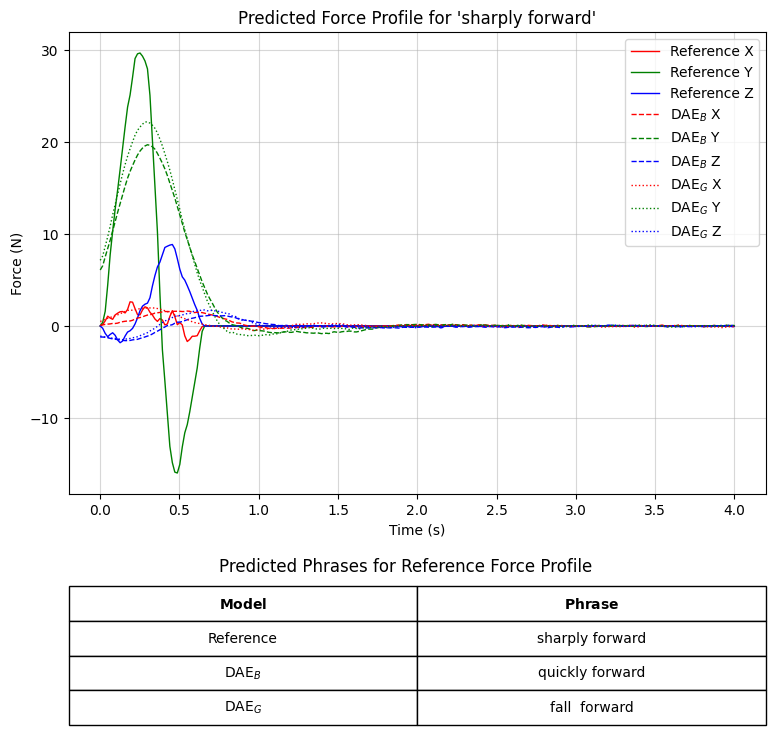 Predicted Force Profile for 'sharply forward'
Force (N)
30
20
10
0
−10
Reference X
Reference Y
Reference Z
DAE_B X
DAE_B Y
DAE_B Z
DAE_G X
DAE_G Y
DAE_G Z
0.0 0.5 1.0 1.5 2.0 2.5 3.0 3.5 4.0
Time (s)
Predicted Phrases for Reference Force Profile
Model Phrase
Reference sharply forward
DAE_B quickly forward
DAE_G fall  forward